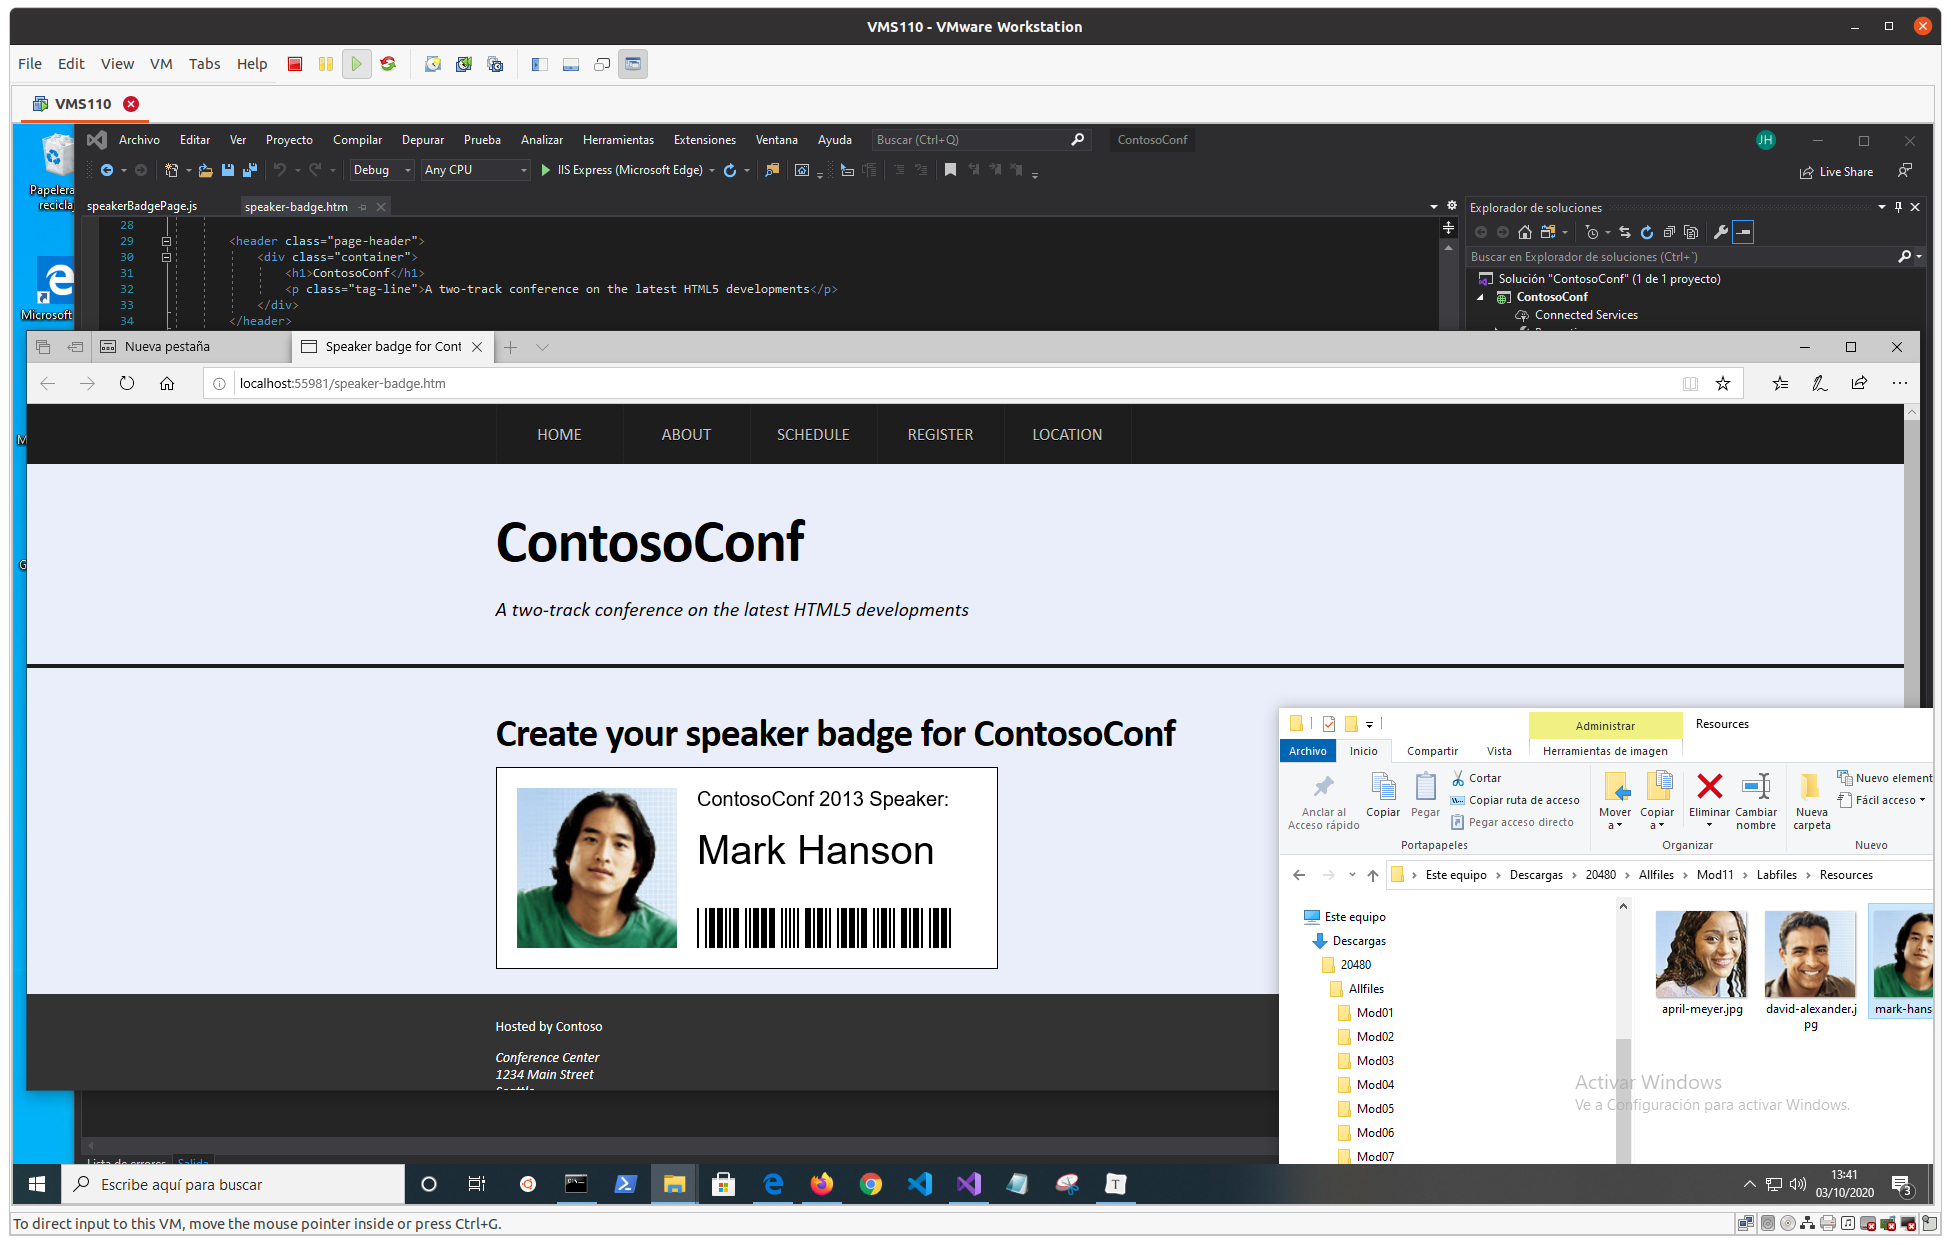 VMS110 - VMware Workstation
File Edit View VM Tabs Help
VMS110
Archivo Editar Ver Proyecto Compilar Depurar Prueba Analizar Herramientas Extensiones Ventana Ayuda Buscar (Ctrl+Q) ContosoConf JH
Debug Any CPU IIS Express (Microsoft Edge) Live Share
Papelera
reciclaj
Microsoft
speakerBadgePage.js speaker-badge.htm
28
29 <header class="page-header">
30 <div class="container">
31 <h1>ContosoConf</h1>
32 <p class="tag-line">A two-track conference on the latest HTML5 developments</p>
33 </div>
34 </header>
Explorador de soluciones
Buscar en Explorador de soluciones (Ctrl+`)
Solución "ContosoConf" (1 de 1 proyecto)
ContosoConf
Connected Services
Nueva pestaña Speaker badge for Cont
localhost:55981/speaker-badge.htm
HOME ABOUT SCHEDULE REGISTER LOCATION
ContosoConf
A two-track conference on the latest HTML5 developments
Create your speaker badge for ContosoConf
ContosoConf 2013 Speaker:
Mark Hanson
Hosted by Contoso
Conference Center
1234 Main Street
Seattle
Administrar Resources
Archivo Inicio Compartir Vista Herramientas de imagen
Anclar al
Acceso rápido
Copiar
Pegar
Cortar
Copiar ruta de acceso
Pegar acceso directo
Portapapeles
Mover
a
Copiar
a
Eliminar
Cambiar
nombre
Organizar
Nueva
carpeta
Nuevo element
Fácil acceso
Nuevo
Este equipo Descargas 20480 Allfiles Mod11 Labfiles Resources
Este equipo
Descargas
20480
Allfiles
Mod01
Mod02
Mod03
Mod04
Mod05
Mod06
Mod07
april-meyer.jpg
david-alexander.j
pg
mark-hans
Activar Windows
Ve a Configuración para activar Windows.
Lista de errores Salida
Escribe aquí para buscar
13:41
03/10/2020
3
To direct input to this VM, move the mouse pointer inside or press Ctrl+G.